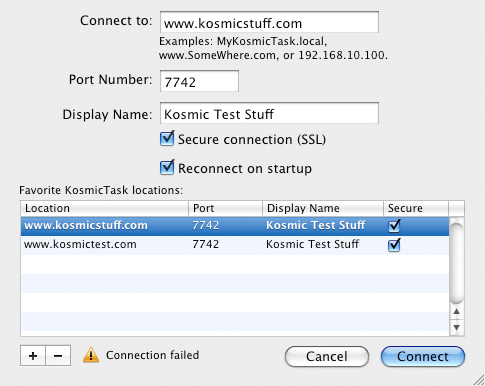 Connect to: www.kosmicstuff.com
Examples: MyKosmicTask.local,
www.SomeWhere.com, or 192.168.10.100.
Port Number: 7742
Display Name: Kosmic Test Stuff
Secure connection (SSL)
Reconnect on startup
Favorite KosmicTask locations:
Location Port Display Name Secure
www.kosmicstuff.com 7742 Kosmic Test Stuff
www.kosmictest.com 7742 Kosmic Test Stuff
+ − Connection failed Cancel Connect